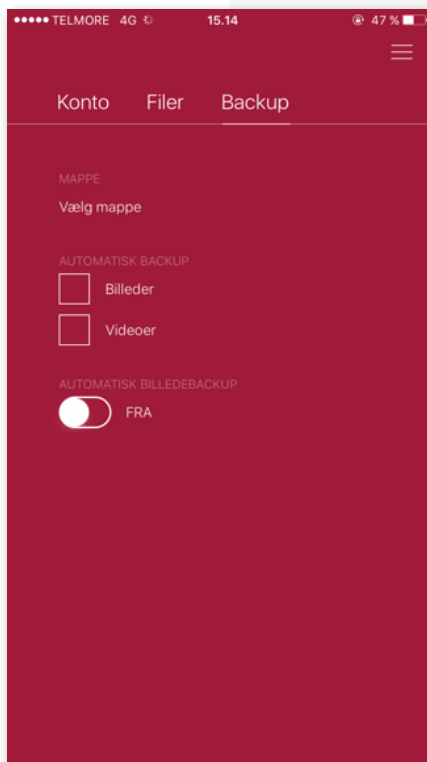 TELMORE 4G 15.14 47 %
Konto Filer Backup
MAPPE
Vælg mappe
AUTOMATISK BACKUP
Billeder
Videoer
AUTOMATISK BILLEDEBACKUP
FRA